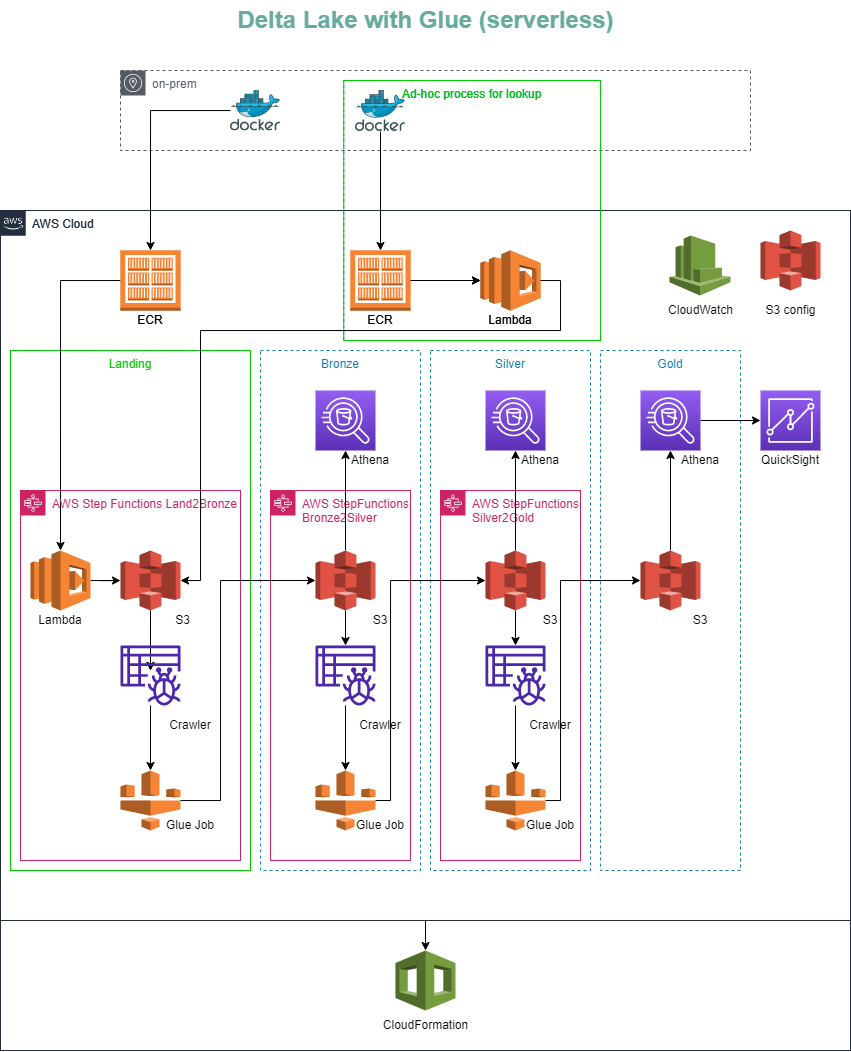 Delta Lake with Glue (serverless)
on-prem
docker
docker
Ad-hoc process for lookup
aws
AWS Cloud
ECR
ECR
Lambda
CloudWatch
S3 config
Landing
Bronze
Silver
Gold
Athena
Athena
Athena
QuickSight
AWS Step Functions Land2Bronze
AWS StepFunctions
Bronze2Silver
AWS StepFunctions
Silver2Gold
Lambda
S3
S3
S3
S3
Crawler
Crawler
Crawler
Glue Job
Glue Job
Glue Job
CloudFormation